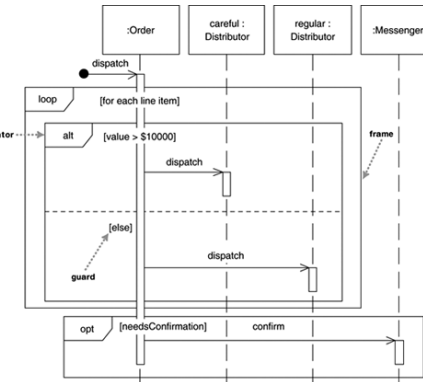 :Order
careful :
Distributor
regular :
Distributor
:Messenger
dispatch
loop
[for each line item]
alt
[value > $10000]
frame
dispatch
[else]
dispatch
guard
opt
[needsConfirmation]
confirm